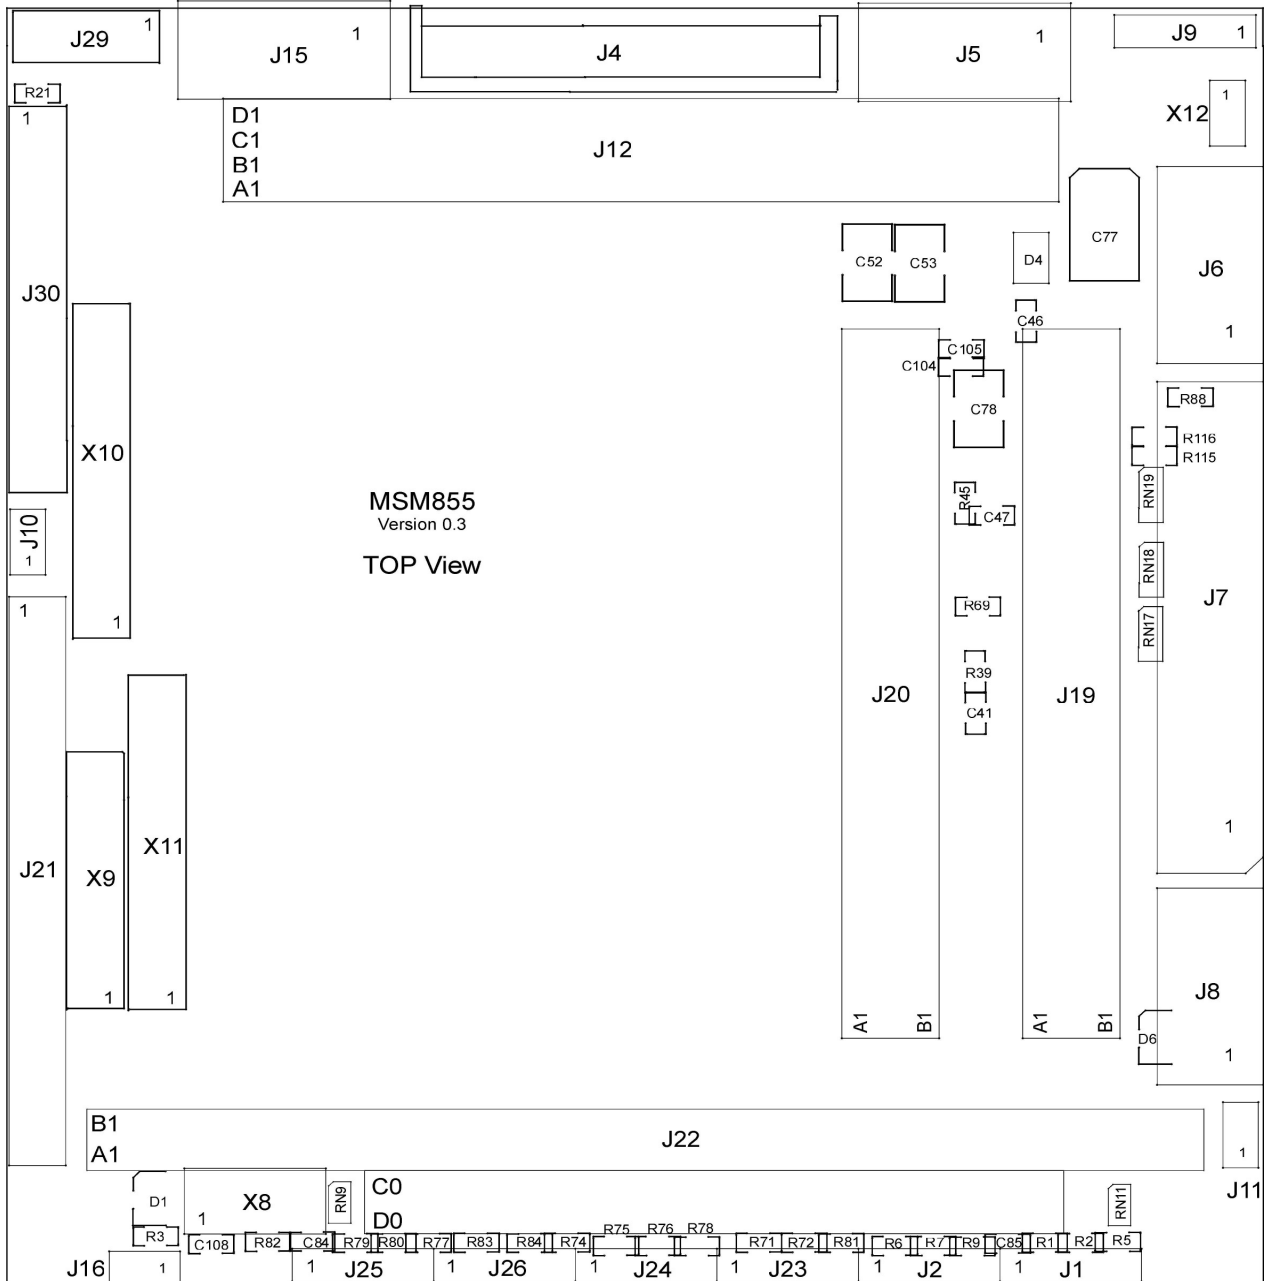 J29 1
J15 1
J4
J5 1
J9 1
R21
1
D1
C1
B1
A1
J12
X12 1
C77
C52
C53
D4
J6
1
J30
C46
C105
C104
C78
R88
R116
R115
X10
1
RN19
MSM855
Version 0.3
TOP View
R45
C47
J10
1
RN18
J7
1
1
R69
RN17
R39
C41
J20
J19
J21
X9
1
X11
1
J8
1
A1 B1
A1 B1
D6
B1
A1
J22
1
J11
D1
X8
1
RN9
C0
D0
RN11
R3
C108
R82
C84
R79
R80
R77
R83
R84
R74
R75
R76
R78
R71
R72
R81
R6
R7
R9
C85
R1
R2
R5
J16 1
1 J25
1 J26
1 J24
1 J23
1 J2
1 J1